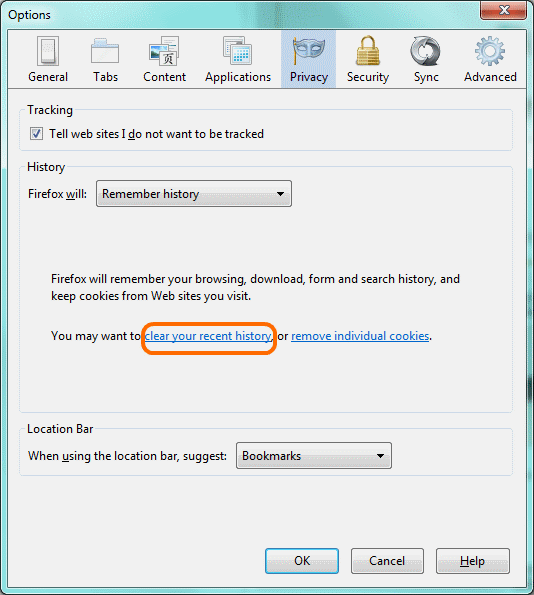 Options
General Tabs Content Applications Privacy Security Sync Advanced
Tracking
Tell web sites I do not want to be tracked
History
Firefox will: Remember history
Firefox will remember your browsing, download, form and search history, and
keep cookies from Web sites you visit.
You may want to clear your recent history, or remove individual cookies.
Location Bar
When using the location bar, suggest: Bookmarks
OK Cancel Help